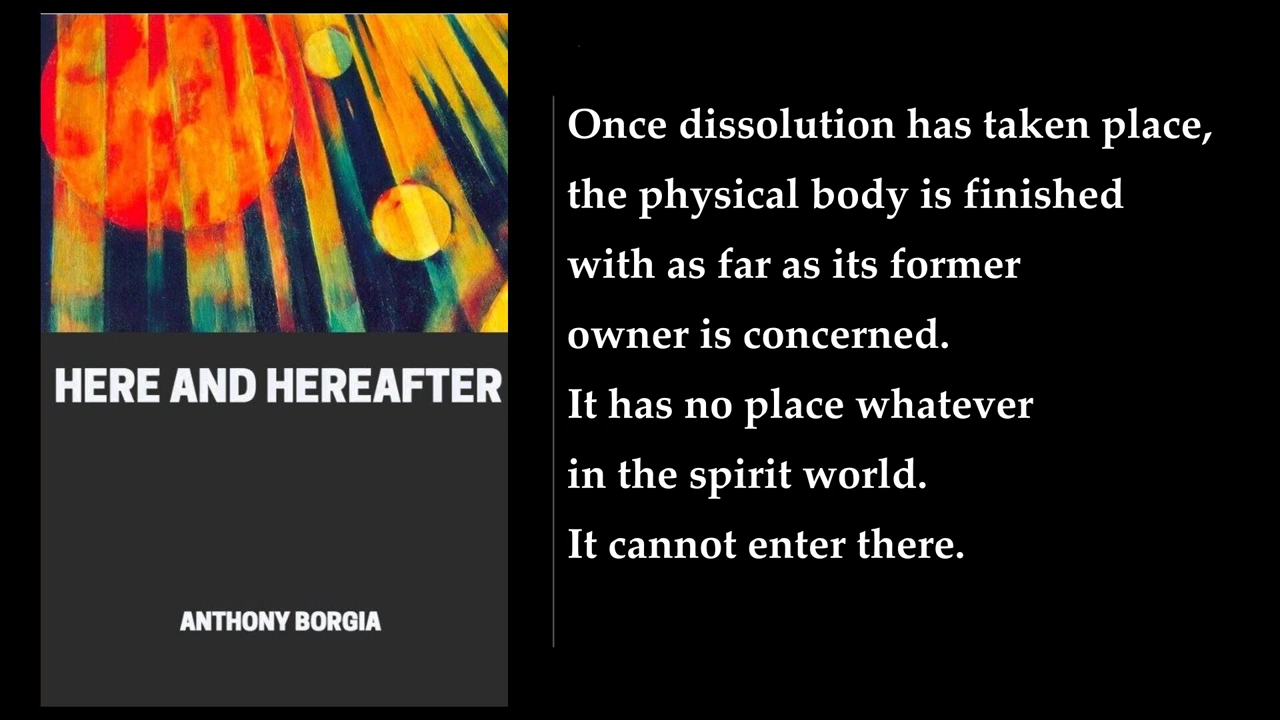 HERE AND HEREAFTER
ANTHONY BORGIA
Once dissolution has taken place,
the physical body is finished
with as far as its former
owner is concerned.
It has no place whatever
in the spirit world.
It cannot enter there.